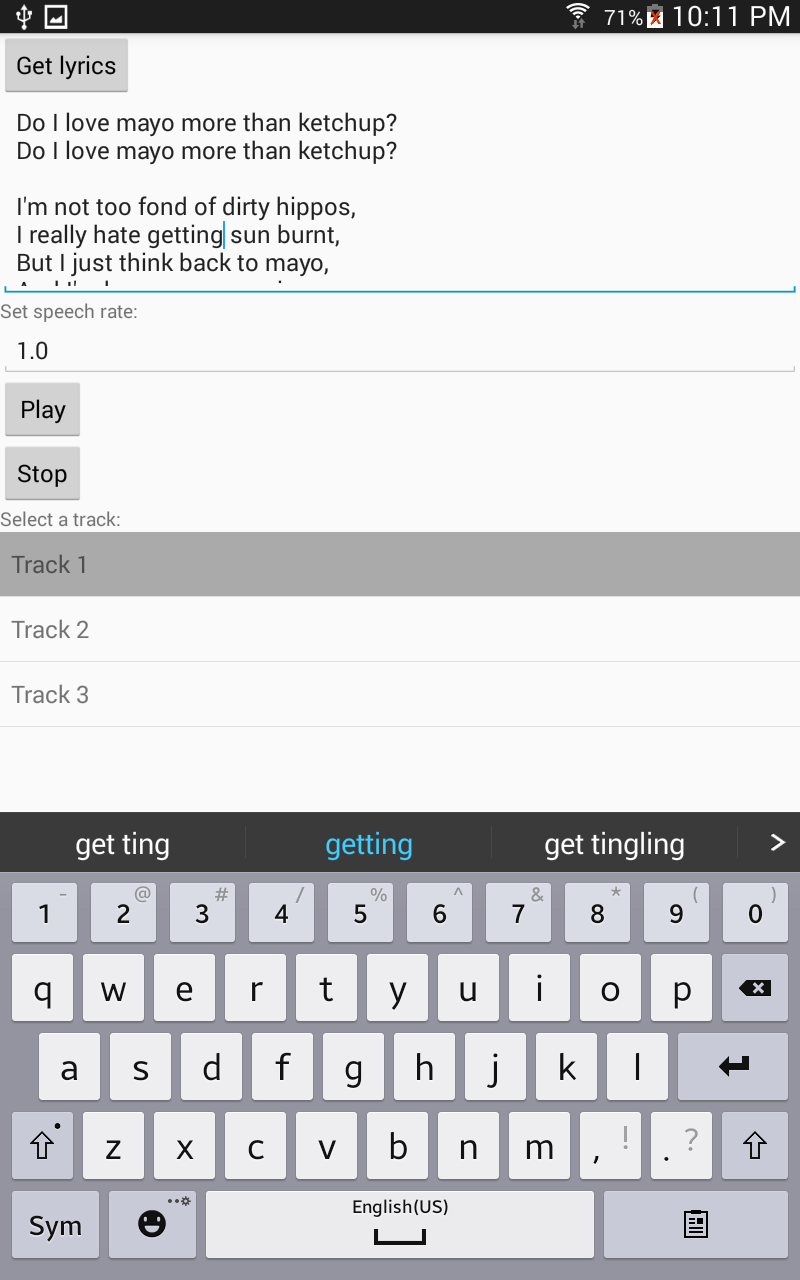 71% 10:11 PM
Get lyrics
Do I love mayo more than ketchup?
Do I love mayo more than ketchup?
I'm not too fond of dirty hippos,
I really hate getting sun burnt,
But I just think back to mayo,
Set speech rate:
1.0
Play
Stop
Select a track:
Track 1
Track 2
Track 3
get ting getting get tingling >
1 - 2 @ 3 # 4 / 5 % 6 ^ 7 & 8 * 9 ( 0 )
q w e r t y u i o p
a s d f g h j k l
z x c v b n m , ! . ?
Sym English(US)